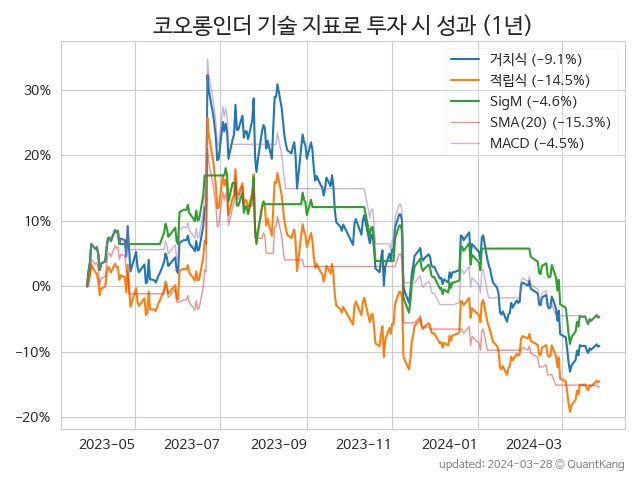 코오롱인더 기술 지표로 투자 시 성과 (1년)
거치식 (−9.1%)
적립식 (−14.5%)
SigM (−4.6%)
SMA(20) (−15.3%)
MACD (−4.5%)
30%
20%
10%
0%
−10%
−20%
2023-05 2023-07 2023-09 2023-11 2024-01 2024-03
updated: 2024-03-28 © QuantKang